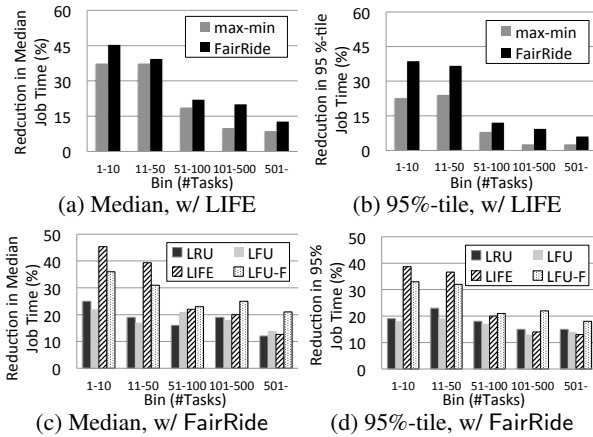 Redcution in Median
Job Time (%)
60
45
30
15
0
max-min
FairRide
1-10 11-50 51-100 101-500 501-
Bin (#Tasks)
(a) Median, w/ LIFE
Redcution in 95 %-tile
Job Time (%)
60
45
30
15
0
max-min
FairRide
1-10 11-50 51-100 101-500 501-
Bin (#Tasks)
(b) 95%-tile, w/ LIFE
Reduction in Median
Job Time (%)
50
40
30
20
10
0
LRU LFU
LIFE LFU-F
1-10 11-50 51-100 101-500 501-
Bin (#Tasks)
(c) Median, w/ FairRide
Reduction in 95%
Job Time (%)
50
40
30
20
10
0
LRU LFU
LIFE LFU-F
1-10 11-50 51-100 101-500 501-
Bin (#Tasks)
(d) 95%-tile, w/ FairRide